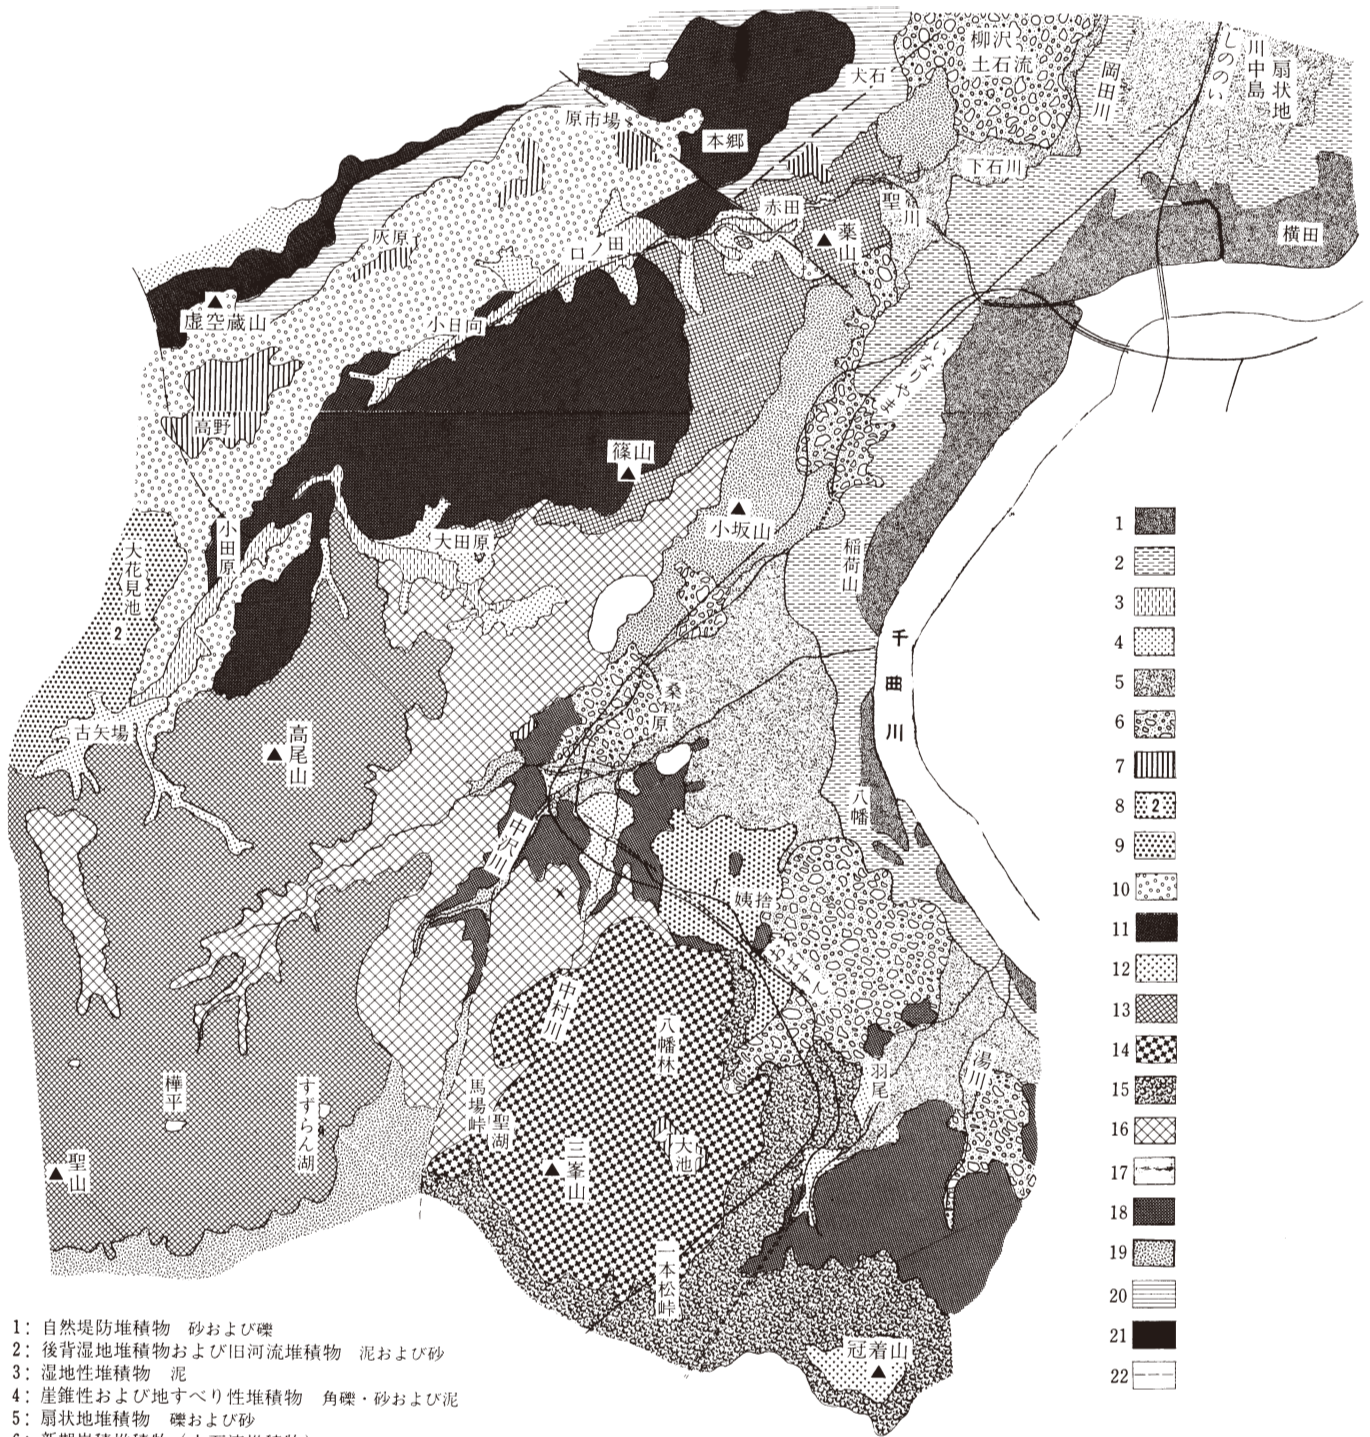 柳沢
土石流
犬石
岡田川
しののい
川中島
扇状地
原市場
本郷
下石川
聖川
赤田
薬山
横田
灰原
口ノ田
虚空蔵山
小日向
いなりやま
高野
篠山
小坂山
小田原
大田原
稲荷山
大花見池
2
千曲川
桑原
古矢場
高尾山
八幡
中沢川
姨捨
中村川
八幡林
羽尾
湯川
樺平
すずらん湖
馬場峠
聖湖
大池
三峯山
聖山
一本松峠
冠着山
1
2
3
4
5
6
7
8 2
9
10
11
12
13
14
15
16
17
18
19
20
21
22
1：自然堤防堆積物　砂および礫
2：後背湿地堆積物および旧河流堆積物　泥および砂
3：湿地性堆積物　泥
4：崖錐性および地すべり性堆積物　角礫・砂および泥
5：扇状地堆積物　礫および砂